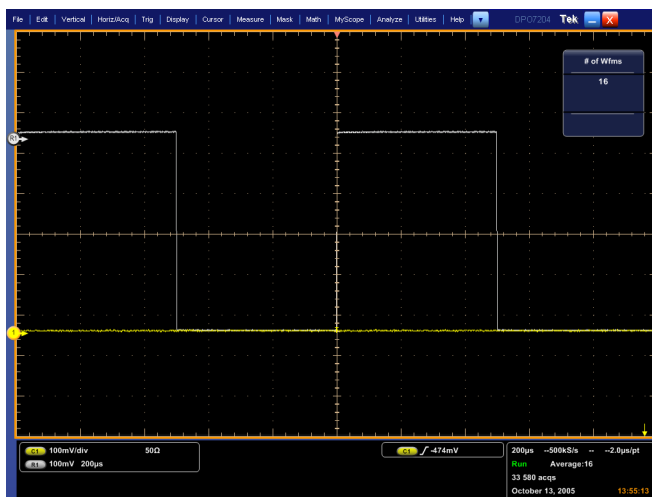 File | Edit | Vertical | Horiz/Acq | Trig | Display | Cursor | Measure | Mask | Math | MyScope | Analyze | Utilities | Help DPO7204 Tek X
# of Wfms
16
R1
1
C1 100mV/div 50Ω
R1 100mV 200µs
C1 ∫ -474mV
200µs --500kS/s -- --2.0µs/pt
Run Average:16
33 580 acqs
October 13, 2005 13:55:13